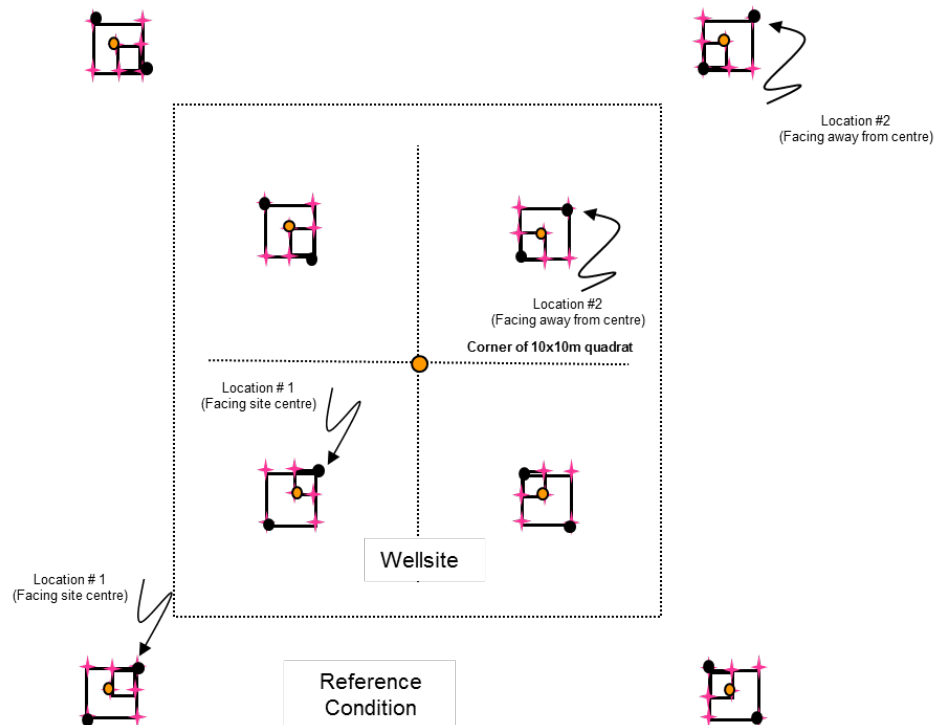 Location #2
(Facing away from centre)
Location #2
(Facing away from centre)
Corner of 10x10m quadrat
Location # 1
(Facing site centre)
Wellsite
Location # 1
(Facing site centre)
Reference
Condition